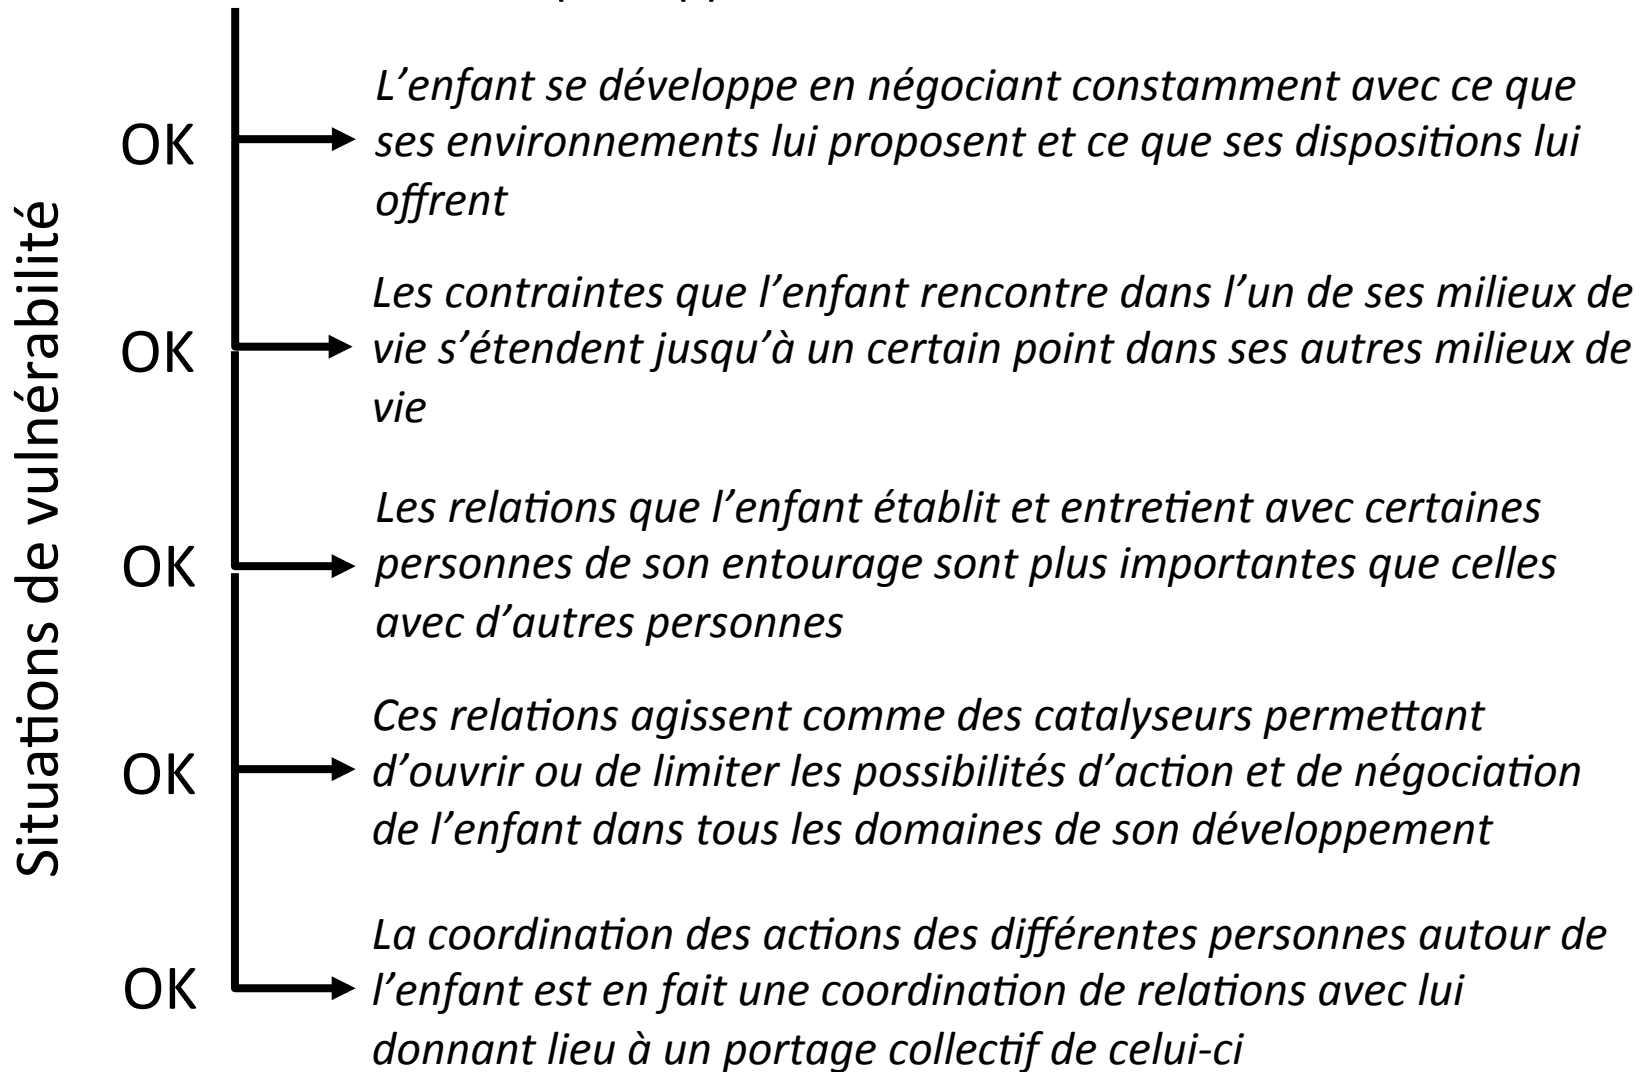 Situations de vulnérabilité
OK
L’enfant se développe en négociant constamment avec ce que
ses environnements lui proposent et ce que ses dispositions lui
offrent
OK
Les contraintes que l’enfant rencontre dans l’un de ses milieux de
vie s’étendent jusqu’à un certain point dans ses autres milieux de
vie
OK
Les relations que l’enfant établit et entretient avec certaines
personnes de son entourage sont plus importantes que celles
avec d’autres personnes
OK
Ces relations agissent comme des catalyseurs permettant
d’ouvrir ou de limiter les possibilités d’action et de négociation
de l’enfant dans tous les domaines de son développement
OK
La coordination des actions des différentes personnes autour de
l’enfant est en fait une coordination de relations avec lui
donnant lieu à un portage collectif de celui-ci